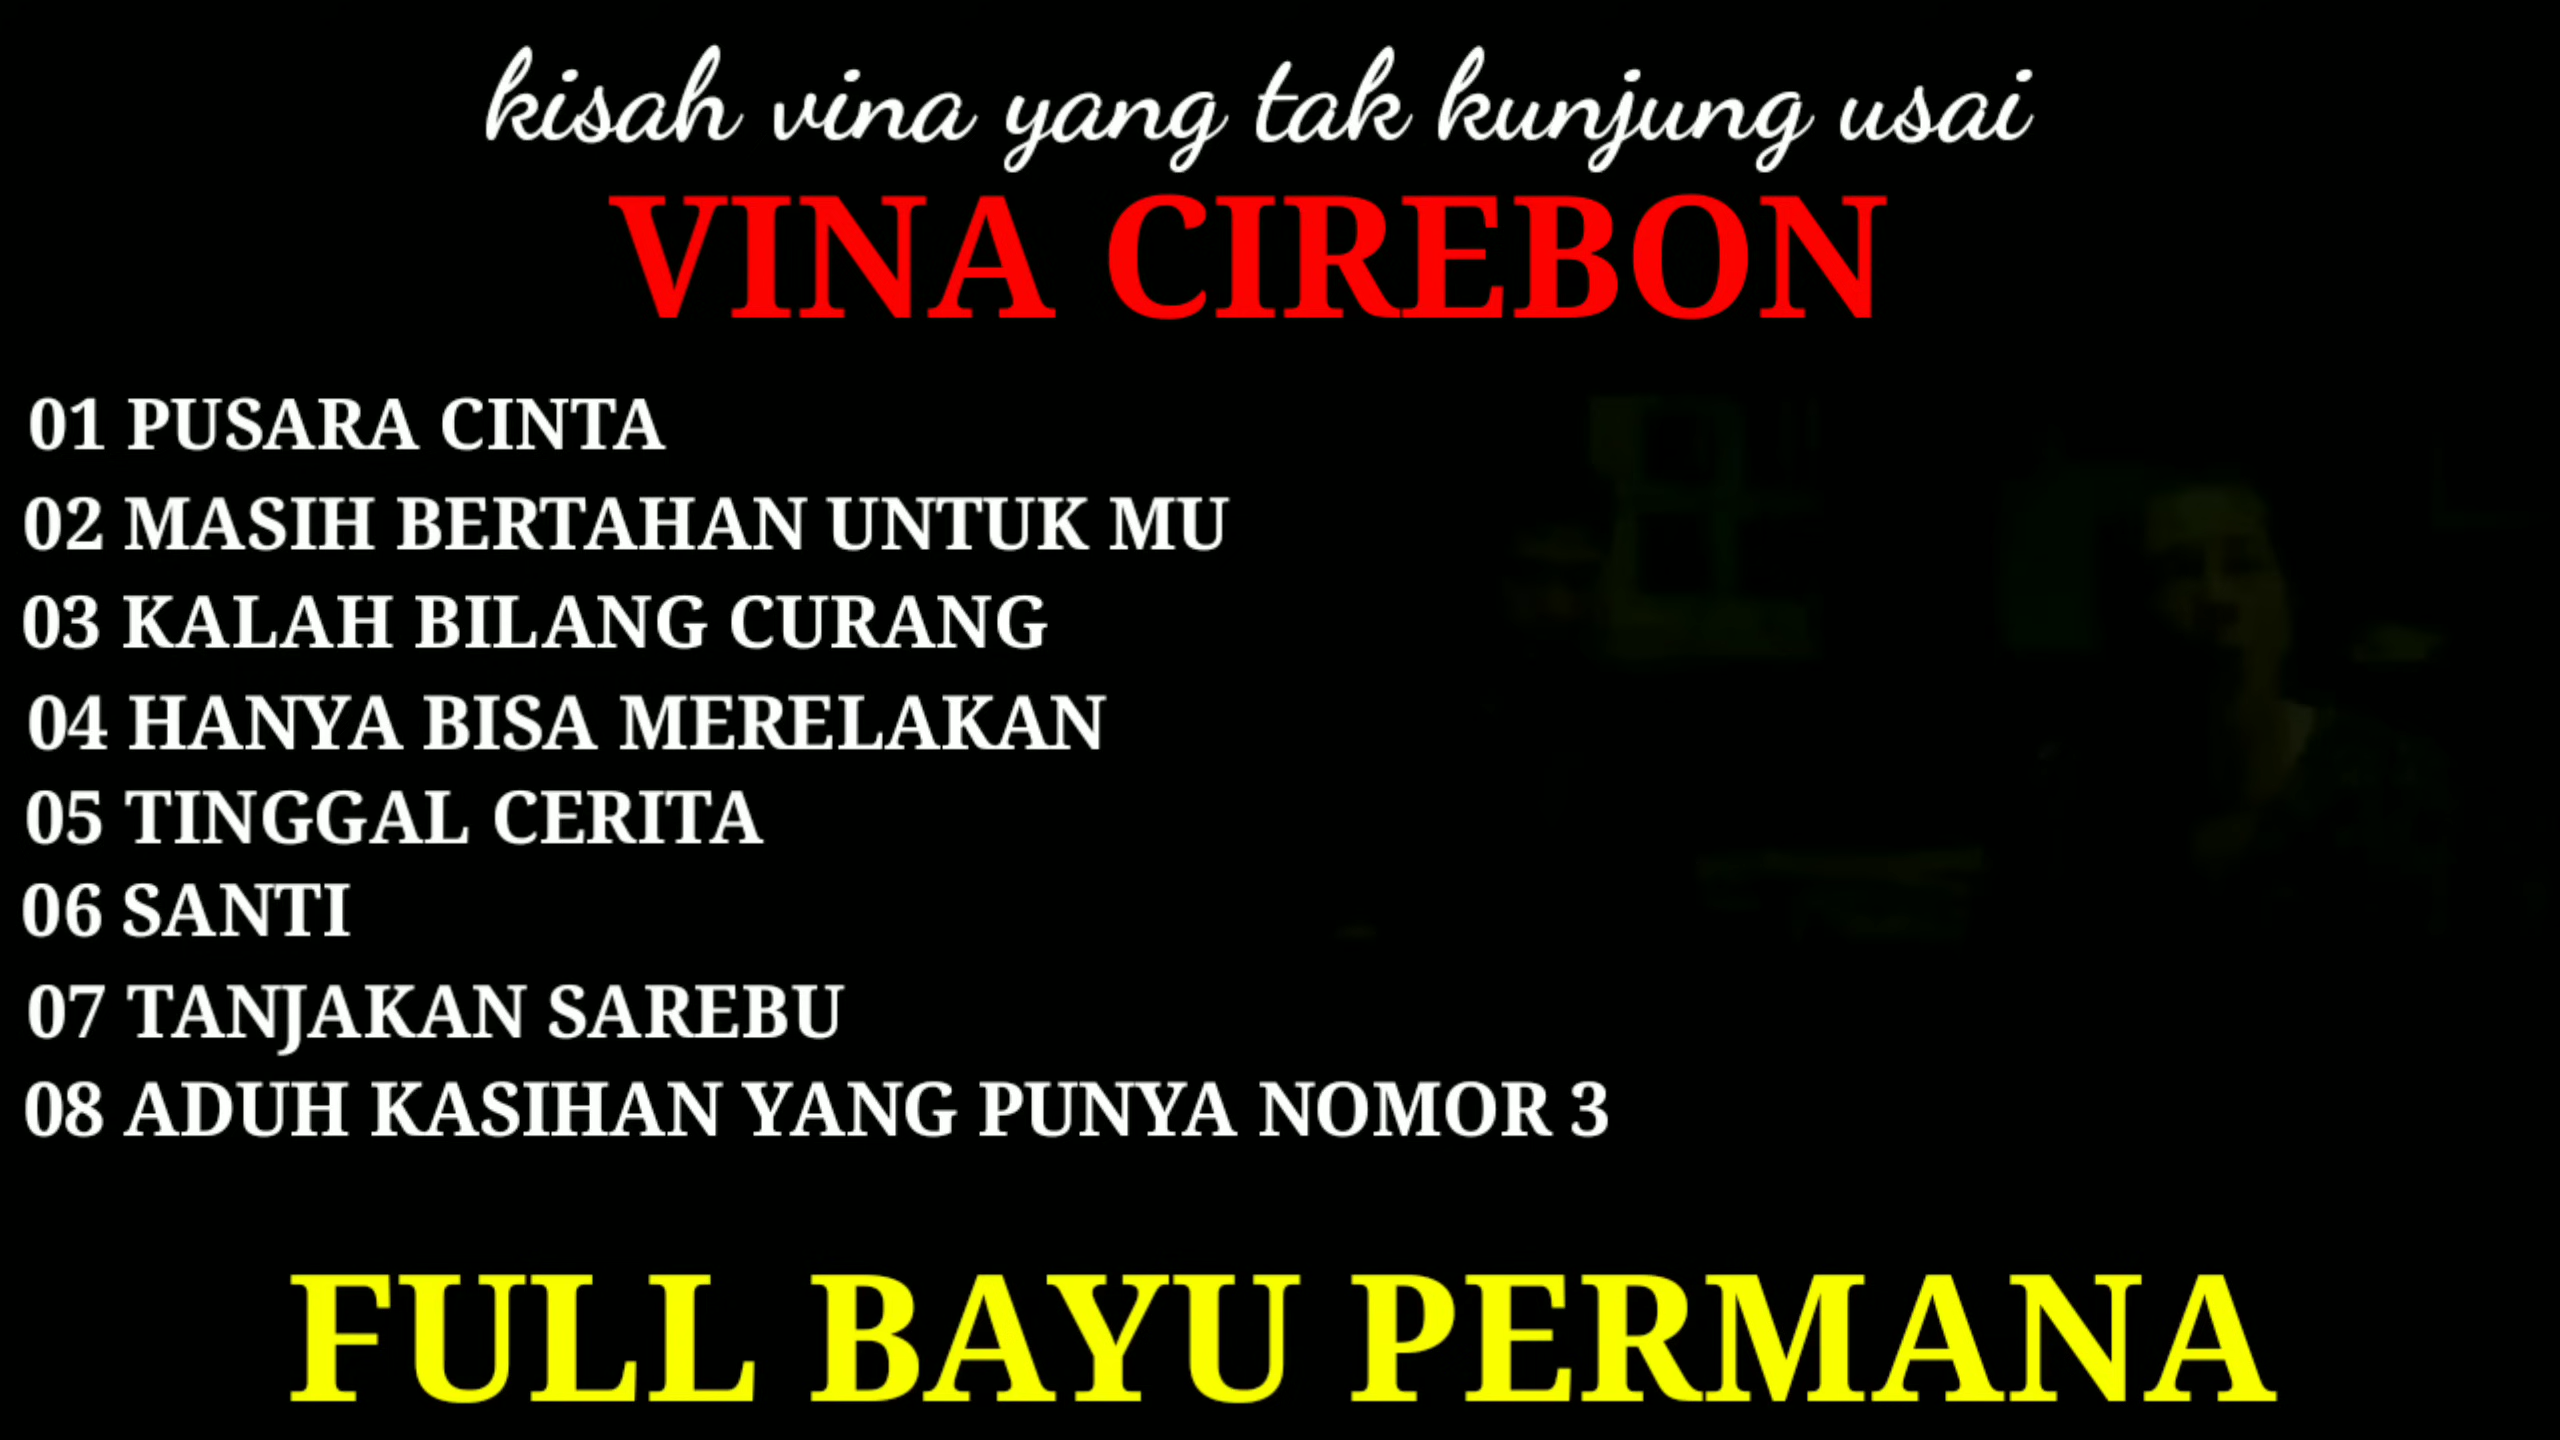 kisah vina yang tak kunjung usai
VINA CIREBON
01 PUSARA CINTA
02 MASIH BERTAHAN UNTUK MU
03 KALAH BILANG CURANG
04 HANYA BISA MERELAKAN
05 TINGGAL CERITA
06 SANTI
07 TANJAKAN SAREBU
08 ADUH KASIHAN YANG PUNYA NOMOR 3
FULL BAYU PERMANA